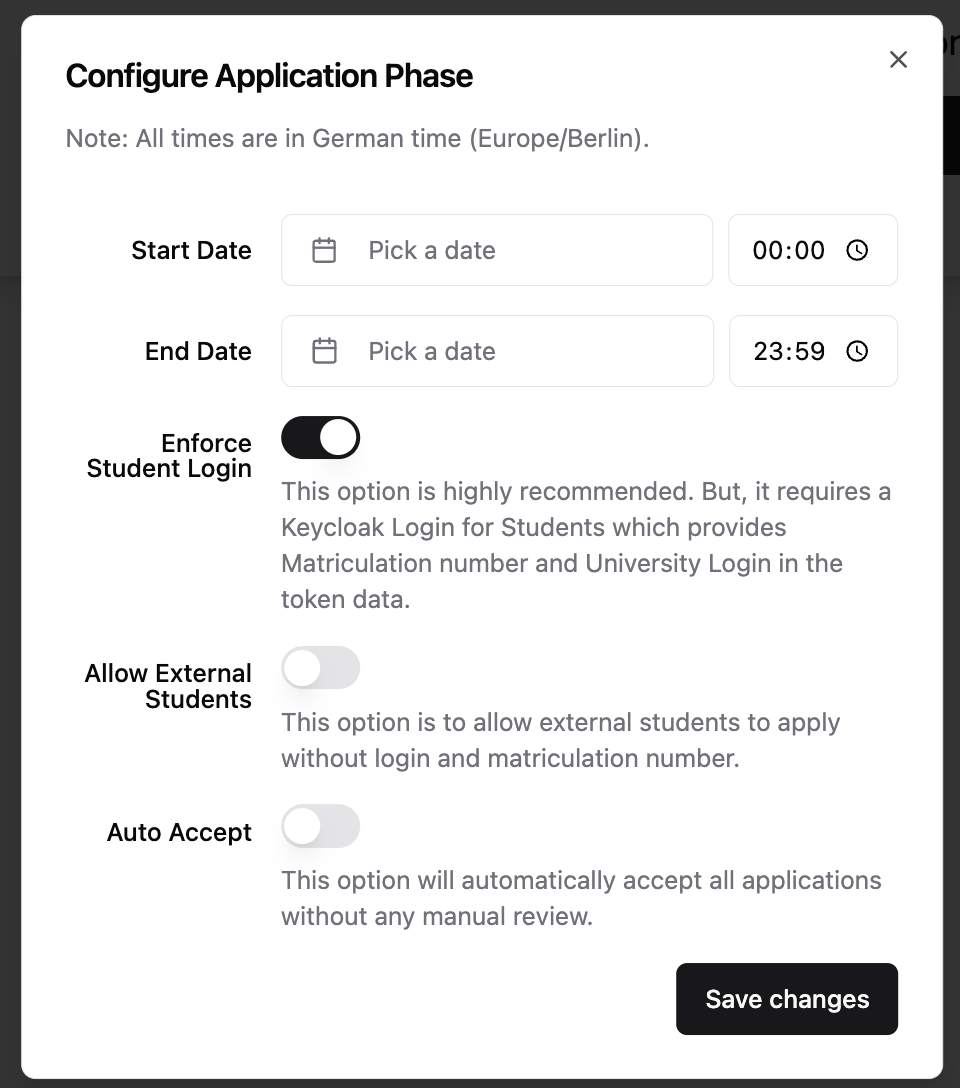 Configure Application Phase
Note: All times are in German time (Europe/Berlin).
Start Date
Pick a date
00:00
End Date
Pick a date
23:59
Enforce
Student Login
This option is highly recommended. But, it requires a
Keycloak Login for Students which provides
Matriculation number and University Login in the
token data.
Allow External
Students
This option is to allow external students to apply
without login and matriculation number.
Auto Accept
This option will automatically accept all applications
without any manual review.
Save changes